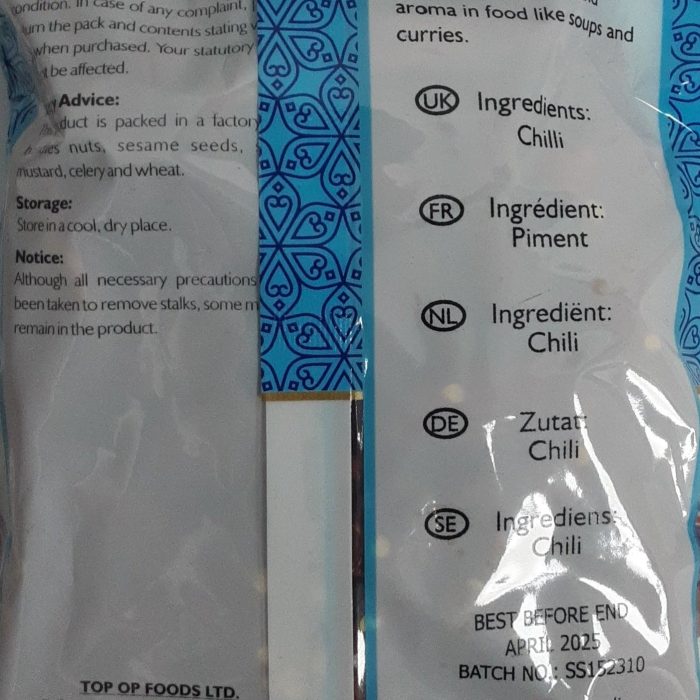 ondition. In case of any complaint,
urn the pack and contents stating
when purchased. Your statutory
be affected.
Advice:
duct is packed in a factory
nuts, sesame seeds,
mustard, celery and wheat.
Storage:
Store in a cool, dry place.
Notice:
Although all necessary precautions
been taken to remove stalks, some m
remain in the product.
TOP OP FOODS LTD.
aroma in food like soups and
curries.
UK Ingredients:
Chilli
FR Ingrédient:
Piment
NL Ingrediënt:
Chili
DE Zutat:
Chili
SE Ingrediens:
Chili
BEST BEFORE END
APRIL 2025
BATCH NO.: SS152310